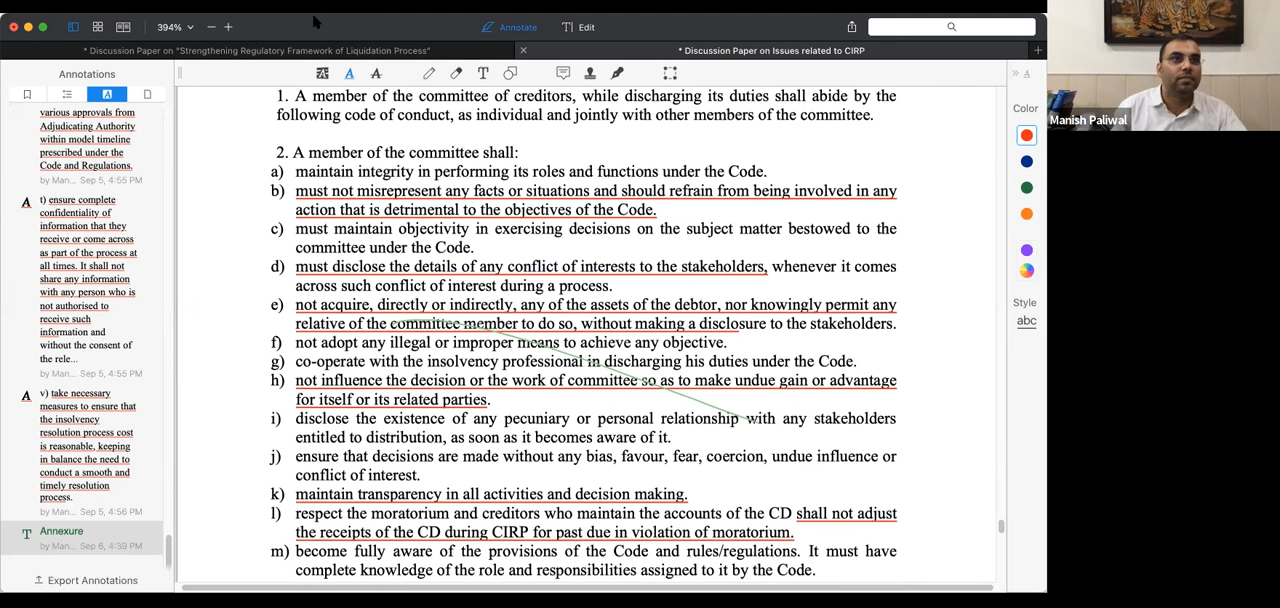 394%
Annotate
Edit
* Discussion Paper on "Strengthening Regulatory Framework of Liquidation Process"
* Discussion Paper on Issues related to CIRP
Annotations
various approvals from
Adjudicating Authority
within model timeline
prescribed under the
Code and Regulations.
by Man... Sep 5, 4:55 PM
t) ensure complete
confidentiality of
information that they
receive or come across
as part of the process at
all times. It shall not
share any information
with any person who is
not authorised to
receive such
information and
without the consent of
the rele...
by Man... Sep 5, 4:55 PM
v) take necessary
measures to ensure that
the insolvency
resolution process cost
is reasonable, keeping
in balance the need to
conduct a smooth and
timely resolution
process.
by Man... Sep 5, 4:56 PM
Annexure
by Man... Sep 6, 4:39 PM
Export Annotations
1. A member of the committee of creditors, while discharging its duties shall abide by the
following code of conduct, as individual and jointly with other members of the committee.
2. A member of the committee shall:
a) maintain integrity in performing its roles and functions under the Code.
b) must not misrepresent any facts or situations and should refrain from being involved in any
action that is detrimental to the objectives of the Code.
c) must maintain objectivity in exercising decisions on the subject matter bestowed to the
committee under the Code.
d) must disclose the details of any conflict of interests to the stakeholders, whenever it comes
across such conflict of interest during a process.
e) not acquire, directly or indirectly, any of the assets of the debtor, nor knowingly permit any
relative of the committee member to do so, without making a disclosure to the stakeholders.
f) not adopt any illegal or improper means to achieve any objective.
g) co-operate with the insolvency professional in discharging his duties under the Code.
h) not influence the decision or the work of committee so as to make undue gain or advantage
for itself or its related parties.
i) disclose the existence of any pecuniary or personal relationship with any stakeholders
entitled to distribution, as soon as it becomes aware of it.
j) ensure that decisions are made without any bias, favour, fear, coercion, undue influence or
conflict of interest.
k) maintain transparency in all activities and decision making.
l) respect the moratorium and creditors who maintain the accounts of the CD shall not adjust
the receipts of the CD during CIRP for past due in violation of moratorium.
m) become fully aware of the provisions of the Code and rules/regulations. It must have
complete knowledge of the role and responsibilities assigned to it by the Code.
Color
Style
abc
Manish Paliwal